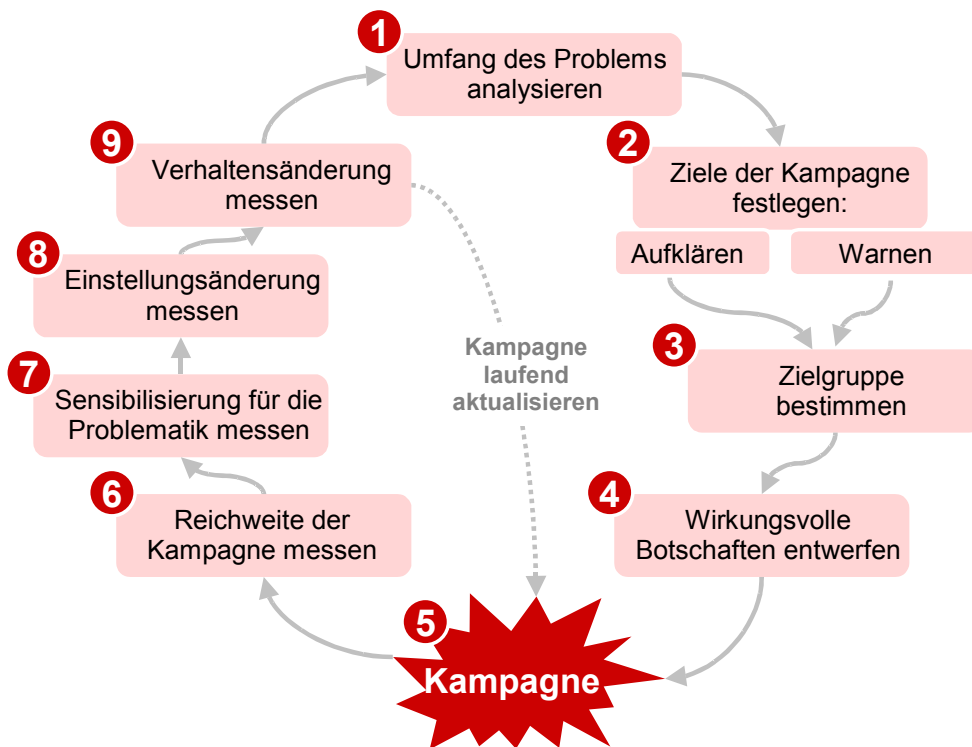 1
Umfang des Problems
analysieren
2
Ziele der Kampagne
festlegen:
Aufklären
Warnen
3
Zielgruppe
bestimmen
4
Wirkungsvolle
Botschaften entwerfen
5
Kampagne
6
Reichweite der
Kampagne messen
7
Sensibilisierung für die
Problematik messen
8
Einstellungsänderung
messen
9
Verhaltensänderung
messen
Kampagne
laufend
aktualisieren